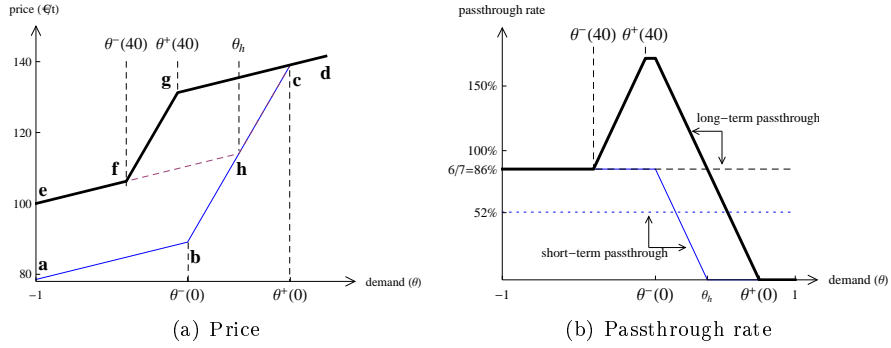 price (€/t)
θ⁻(40) θ⁺(40) θₕ
140
120
100
80
g
d
c
f
h
e
a
b
-1
θ⁻(0)
θ⁺(0)
demand (θ)
(a) Price
passthrough rate
θ⁻(40) θ⁺(40)
150%
long-term passthrough
100%
6/7=86%
52%
short-term passthrough
-1
θ⁻(0)
θₕ
θ⁺(0)
1
demand (θ)
(b) Passthrough rate